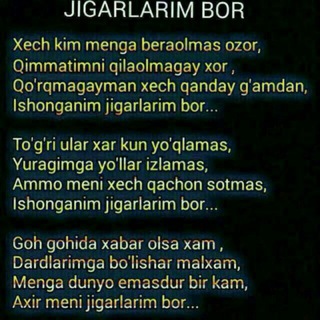 JIGARLARIM BOR
Xech kim menga beraolmas ozor,
Qimmatimni qilaolmagay xor ,
Qo'rqmagayman xech qanday g'amdan,
Ishonganim jigarlarim bor...
To'g'ri ular xar kun yo'qlamas,
Yuragimga yo'llar izlamas,
Ammo meni xech qachon sotmas,
Ishonganim jigarlarim bor...
Goh gohida xabar olsa xam ,
Dardlarimga bo'lishar malxam,
Menga dunyo emasdur bir kam,
Axir meni jigarlarim bor...